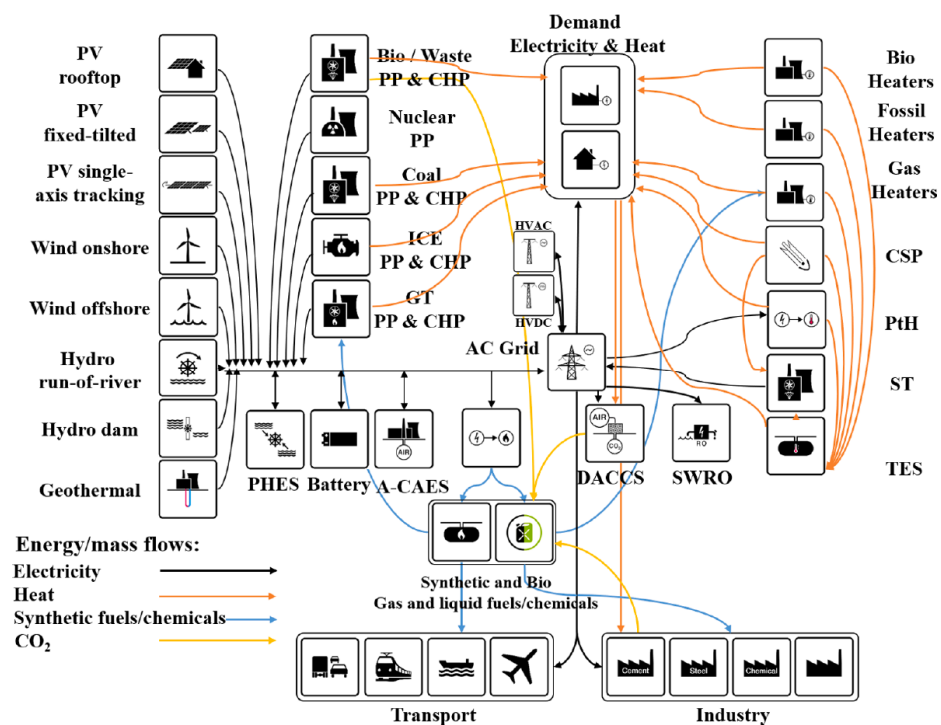 PV
rooftop
PV
fixed-tilted
PV single-
axis tracking
Wind onshore
Wind offshore
Hydro
run-of-river
Hydro dam
Geothermal
Bio / Waste
PP & CHP
Nuclear
PP
Coal
PP & CHP
ICE
PP & CHP
GT
PP & CHP
Demand
Electricity & Heat
HVAC
HVDC
AC Grid
Bio
Heaters
Fossil
Heaters
Gas
Heaters
CSP
PtH
ST
TES
AIR
PHES
Battery
A-CAES
AIR
CO2
DACCS
RO
SWRO
Synthetic and Bio
Gas and liquid fuels/chemicals
Energy/mass flows:
Electricity
Heat
Synthetic fuels/chemicals
CO2
Transport
Cement
Steel
Chemical
Industry